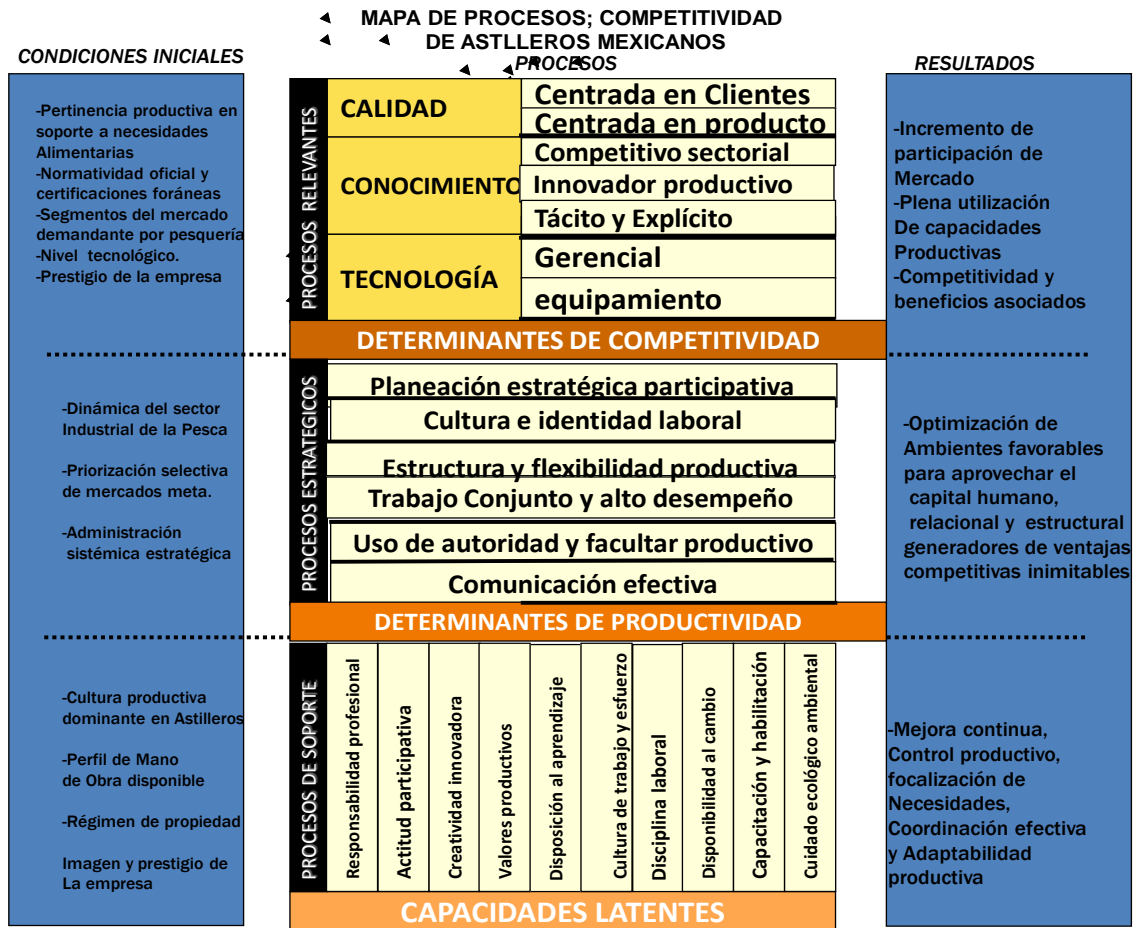 MAPA DE PROCESOS; COMPETITIVIDAD
DE ASTLLEROS MEXICANOS
CONDICIONES INICIALES
PROCESOS
RESULTADOS
-Pertinencia productiva en
soporte a necesidades
Alimentarias
-Normatividad oficial y
certificaciones foráneas
-Segmentos del mercado
demandante por pesquería
-Nivel tecnológico.
-Prestigio de la empresa
PROCESOS RELEVANTES
CALIDAD
Centrada en Clientes
Centrada en producto
CONOCIMIENTO
Competitivo sectorial
Innovador productivo
Tácito y Explícito
TECNOLOGÍA
Gerencial
equipamiento
-Incremento de
participación de
Mercado
-Plena utilización
De capacidades
Productivas
-Competitividad y
beneficios asociados
DETERMINANTES DE COMPETITIVIDAD
-Dinámica del sector
Industrial de la Pesca
-Priorización selectiva
de mercados meta.
-Administración
sistémica estratégica
PROCESOS ESTRATEGICOS
Planeación estratégica participativa
Cultura e identidad laboral
Estructura y flexibilidad productiva
Trabajo Conjunto y alto desempeño
Uso de autoridad y facultar productivo
Comunicación efectiva
-Optimización de
Ambientes favorables
para aprovechar el
capital humano,
relacional y estructural
generadores de ventajas
competitivas inimitables
DETERMINANTES DE PRODUCTIVIDAD
-Cultura productiva
dominante en Astilleros
-Perfil de Mano
de Obra disponible
-Régimen de propiedad
Imagen y prestigio de
La empresa
PROCESOS DE SOPORTE
Responsabilidad profesional
Actitud participativa
Creatividad innovadora
Valores productivos
Disposición al aprendizaje
Cultura de trabajo y esfuerzo
Disciplina laboral
Disponibilidad al cambio
Capacitación y habilitación
Cuidado ecológico ambiental
-Mejora continua,
Control productivo,
focalización de
Necesidades,
Coordinación efectiva
y Adaptabilidad
productiva
CAPACIDADES LATENTES